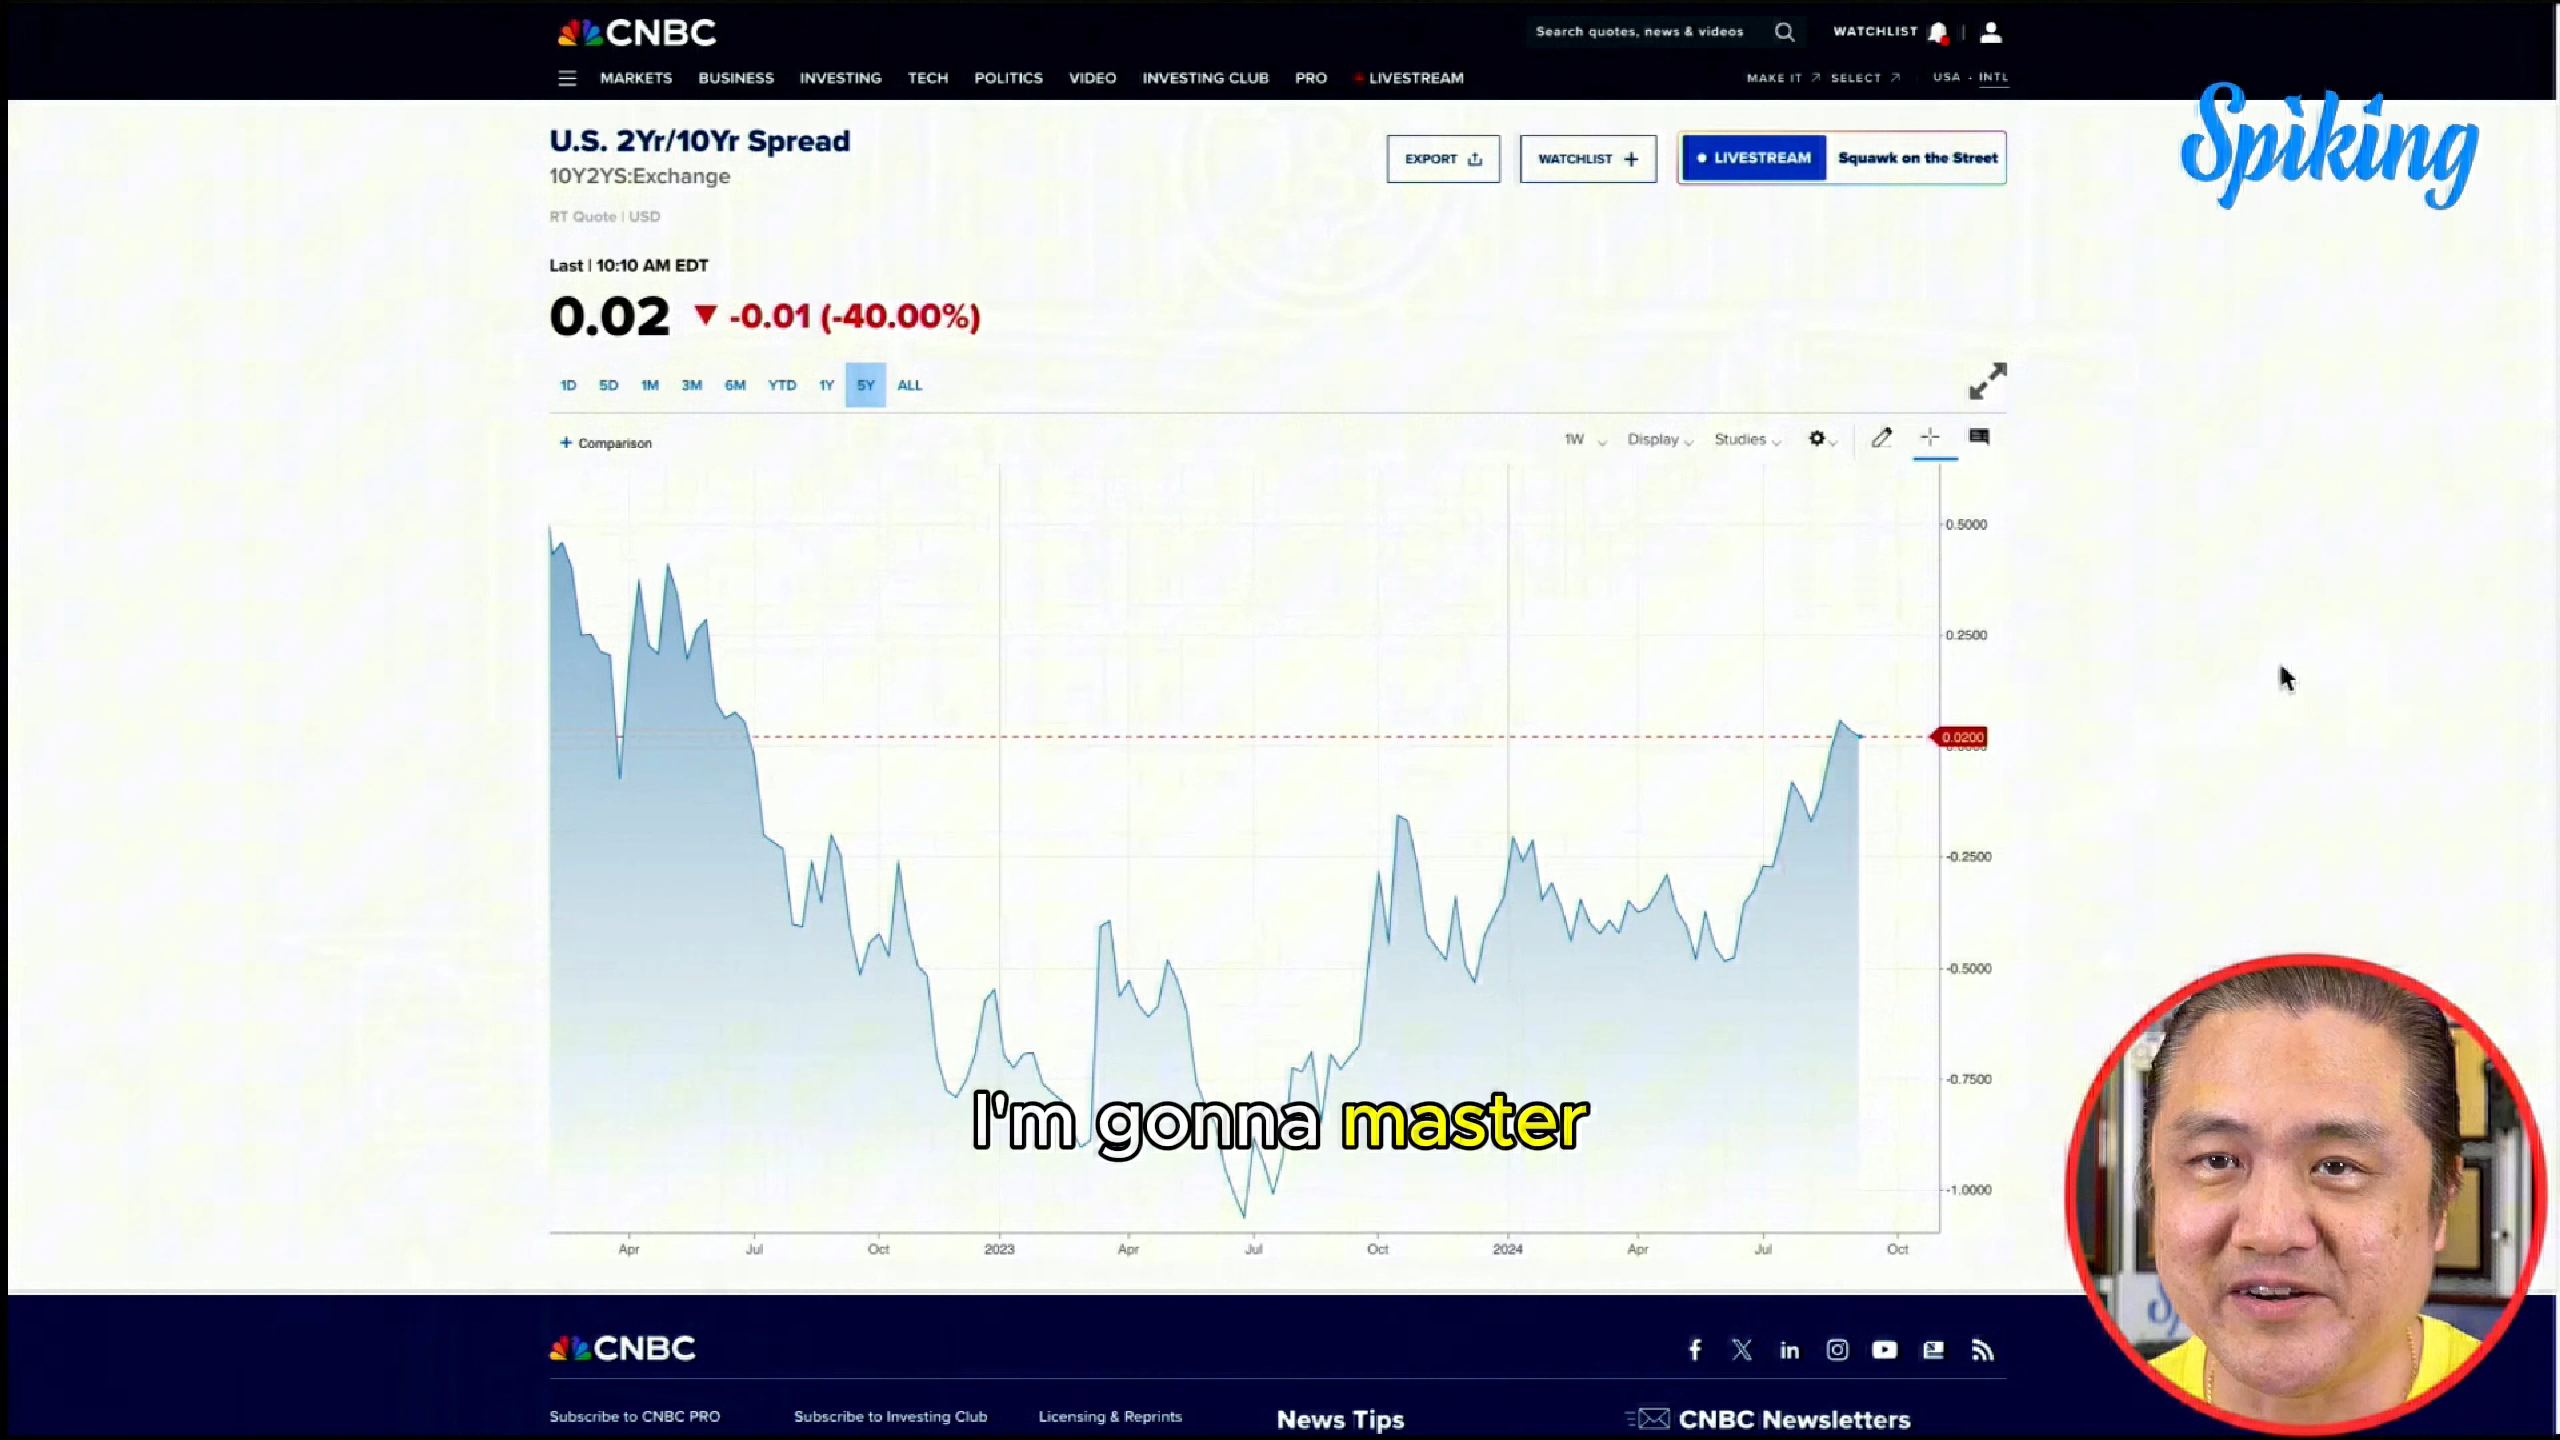 CNBC
Search quotes, news & videos
WATCHLIST
MARKETS BUSINESS INVESTING TECH POLITICS VIDEO INVESTING CLUB PRO LIVESTREAM
MAKE IT SELECT USA · INTL
Spiking
U.S. 2Yr/10Yr Spread
10Y2YS:Exchange
EXPORT
WATCHLIST +
LIVESTREAM
Squawk on the Street
RT Quote | USD
Last | 10:10 AM EDT
0.02 ▼ -0.01 (-40.00%)
1D 5D 1M 3M 6M YTD 1Y 5Y ALL
+ Comparison
1W Display Studies
0.5000
0.2500
0.0200
-0.2500
-0.5000
-0.7500
-1.0000
I'm gonna master
Apr Jul Oct 2023 Apr Jul Oct 2024 Apr Jul Oct
CNBC
Subscribe to CNBC PRO
Subscribe to Investing Club
Licensing & Reprints
News Tips
CNBC Newsletters